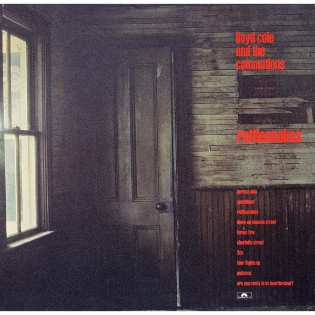 lloyd cole
and the
commotions
rattlesnakes
perfect skin
speedboat
rattlesnakes
down on mission street
forest fire
charlotte street
2cv
four flights up
patience
are you ready to be heartbroken?